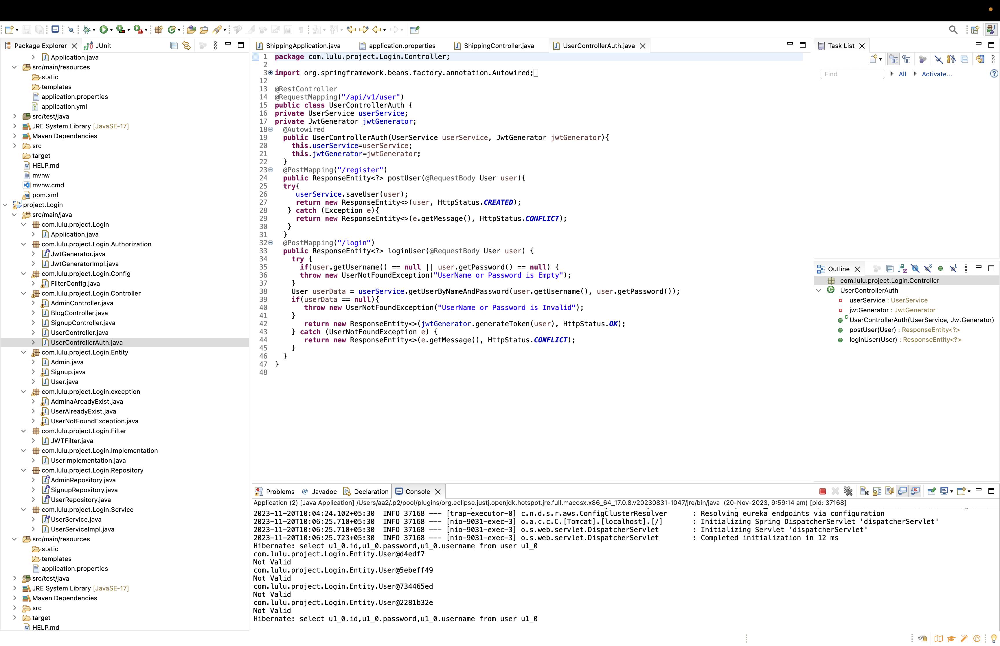 Package Explorer
JUnit
Application.java
src/main/resources
static
templates
application.properties
application.yml
src/test/java
JRE System Library [JavaSE-17]
Maven Dependencies
src
target
HELP.md
mvnw
mvnw.cmd
pom.xml
project.Login
src/main/java
com.lulu.project.Login
Application.java
com.lulu.project.Login.Authorization
JwtGenerator.java
JwtGeneratorImpl.java
com.lulu.project.Login.Config
FilterConfig.java
com.lulu.project.Login.Controller
AdminController.java
BlogController.java
SignupController.java
UserController.java
UserControllerAuth.java
com.lulu.project.Login.Entity
Admin.java
Signup.java
User.java
com.lulu.project.Login.exception
AdminaAreadyExist.java
UserAlreadyExist.java
UserNotFoundException.java
com.lulu.project.Login.Filter
JWTFilter.java
com.lulu.project.Login.Implementation
UserImplementation.java
com.lulu.project.Login.Repository
AdminRepository.java
SignupRepository.java
UserRepository.java
com.lulu.project.Login.Service
UserService.java
UserServiceImpl.java
src/main/resources
static
templates
application.properties
src/test/java
JRE System Library [JavaSE-17]
Maven Dependencies
src
target
HELP.md
ShippingApplication.java
application.properties
ShippingController.java
UserControllerAuth.java
1 package com.lulu.project.Login.Controller;
2
3 import org.springframework.beans.factory.annotation.Autowired;
12
13 @RestController
14 @RequestMapping("/api/v1/user")
15 public class UserControllerAuth {
16 private UserService userService;
17 private JwtGenerator jwtGenerator;
18 @Autowired
19 public UserControllerAuth(UserService userService, JwtGenerator jwtGenerator){
20 this.userService=userService;
21 this.jwtGenerator=jwtGenerator;
22 }
23 @PostMapping("/register")
24 public ResponseEntity<?> postUser(@RequestBody User user){
25 try{
26 userService.saveUser(user);
27 return new ResponseEntity<>(user, HttpStatus.CREATED);
28 } catch (Exception e){
29 return new ResponseEntity<>(e.getMessage(), HttpStatus.CONFLICT);
30 }
31 }
32 @PostMapping("/login")
33 public ResponseEntity<?> loginUser(@RequestBody User user) {
34 try {
35 if(user.getUsername() == null || user.getPassword() == null) {
36 throw new UserNotFoundException("UserName or Password is Empty");
37 }
38 User userData = userService.getUserByNameAndPassword(user.getUsername(), user.getPassword());
39 if(userData == null){
40 throw new UserNotFoundException("UserName or Password is Invalid");
41 }
42 return new ResponseEntity<>(jwtGenerator.generateToken(user), HttpStatus.OK);
43 } catch (UserNotFoundException e) {
44 return new ResponseEntity<>(e.getMessage(), HttpStatus.CONFLICT);
45 }
46 }
47 }
48
Task List
Find
All
Activate...
Outline
com.lulu.project.Login.Controller
UserControllerAuth
userService : UserService
jwtGenerator : JwtGenerator
UserControllerAuth(UserService, JwtGenerator)
postUser(User) : ResponseEntity<?>
loginUser(User) : ResponseEntity<?>
Problems
@ Javadoc
Declaration
Console
Application (2) [Java Application] /Users/aa2/.p2/pool/plugins/org.eclipse.justj.openjdk.hotspot.jre.full.macosx.x86_64_17.0.8.v20230831-1047/jre/bin/java (20-Nov-2023, 9:59:14 am) [pid: 37168]
2023-11-20T10:04:24.102+05:30 INFO 37168 --- [trap-executor-0] c.n.d.s.r.aws.ConfigClusterResolver : Resolving eureka endpoints via configuration
2023-11-20T10:06:25.710+05:30 INFO 37168 --- [nio-9031-exec-3] o.a.c.c.C.[Tomcat].[localhost].[/] : Initializing Spring DispatcherServlet 'dispatcherServlet'
2023-11-20T10:06:25.710+05:30 INFO 37168 --- [nio-9031-exec-3] o.s.web.servlet.DispatcherServlet : Initializing Servlet 'dispatcherServlet'
2023-11-20T10:06:25.723+05:30 INFO 37168 --- [nio-9031-exec-3] o.s.web.servlet.DispatcherServlet : Completed initialization in 12 ms
Hibernate: select u1_0.id,u1_0.password,u1_0.username from user u1_0
com.lulu.project.Login.Entity.User@d4edf7
Not Valid
com.lulu.project.Login.Entity.User@5ebeff49
Not Valid
com.lulu.project.Login.Entity.User@734465ed
Not Valid
com.lulu.project.Login.Entity.User@2281b32e
Not Valid
Hibernate: select u1_0.id,u1_0.password,u1_0.username from user u1_0